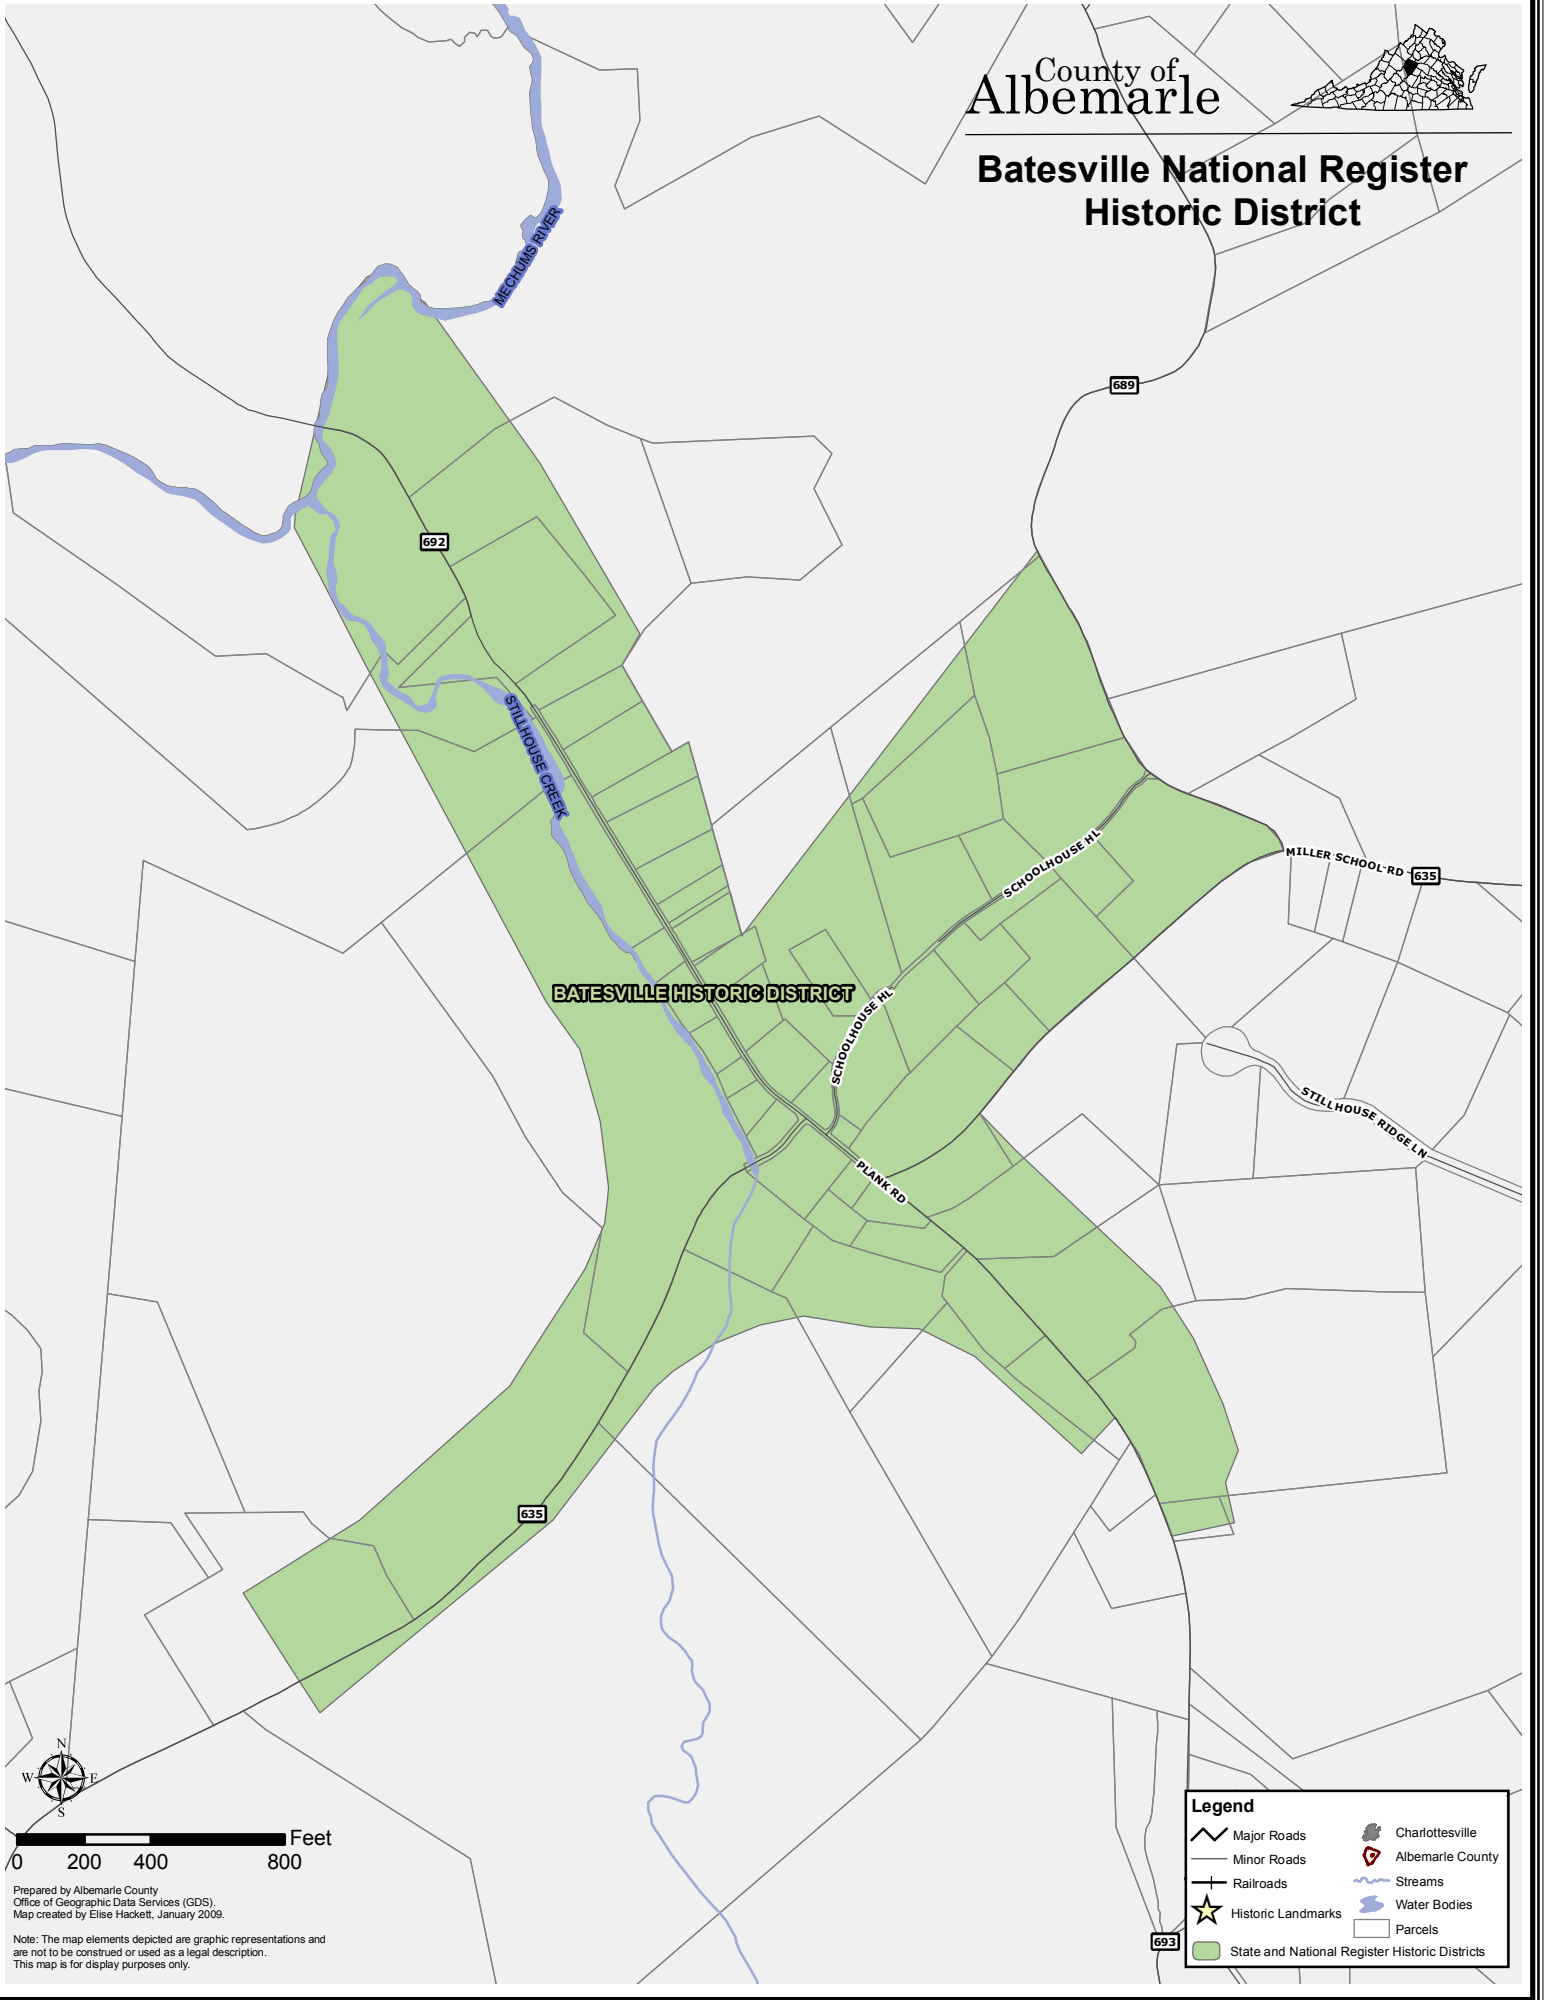 County of
Albemarle
Batesville National Register
Historic District
MECHUMS RIVER
689
692
STILLHOUSE CREEK
SCHOOLHOUSE HL
MILLER SCHOOL RD
635
BATESVILLE HISTORIC DISTRICT
SCHOOLHOUSE HL
STILLHOUSE RIDGE LN
PLANK RD
635
N
W E
S
Feet
0 200 400 800
Prepared by Albemarle County
Office of Geographic Data Services (GDS).
Map created by Elise Hackett, January 2009.
Note: The map elements depicted are graphic representations and
are not to be construed or used as a legal description.
This map is for display purposes only.
693
Legend
Major Roads
Minor Roads
Railroads
Historic Landmarks
Charlottesville
Albemarle County
Streams
Water Bodies
Parcels
State and National Register Historic Districts